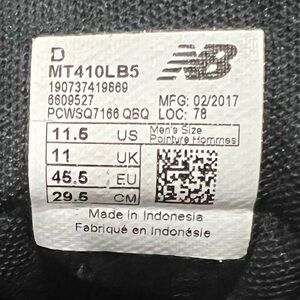 D
MT410LB5
190737419869
6609527 MFG: 02/2017
PCWSQ7166 QBQ LOC: 78
11.5 US Men's Size
Pointure Hommes
11 UK
45.5 EU
29.5 CM
Made in Indonesia
Fabriqué en Indonésie